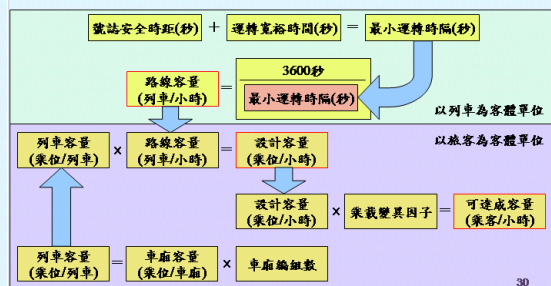 號誌安全時距(秒) + 運轉寬裕時間(秒) = 最小運轉時隔(秒)
路線容量
(列車/小時)
=
3600秒
最小運轉時隔(秒)
以列車為客體單位
以旅客為客體單位
列車容量
(乘位/列車)
×
路線容量
(列車/小時)
=
設計容量
(乘位/小時)
設計容量
(乘位/小時)
×
乘載變異因子
=
可達成容量
(乘客/小時)
列車容量
(乘位/列車)
=
車廂容量
(乘位/車廂)
×
車廂編組數
30